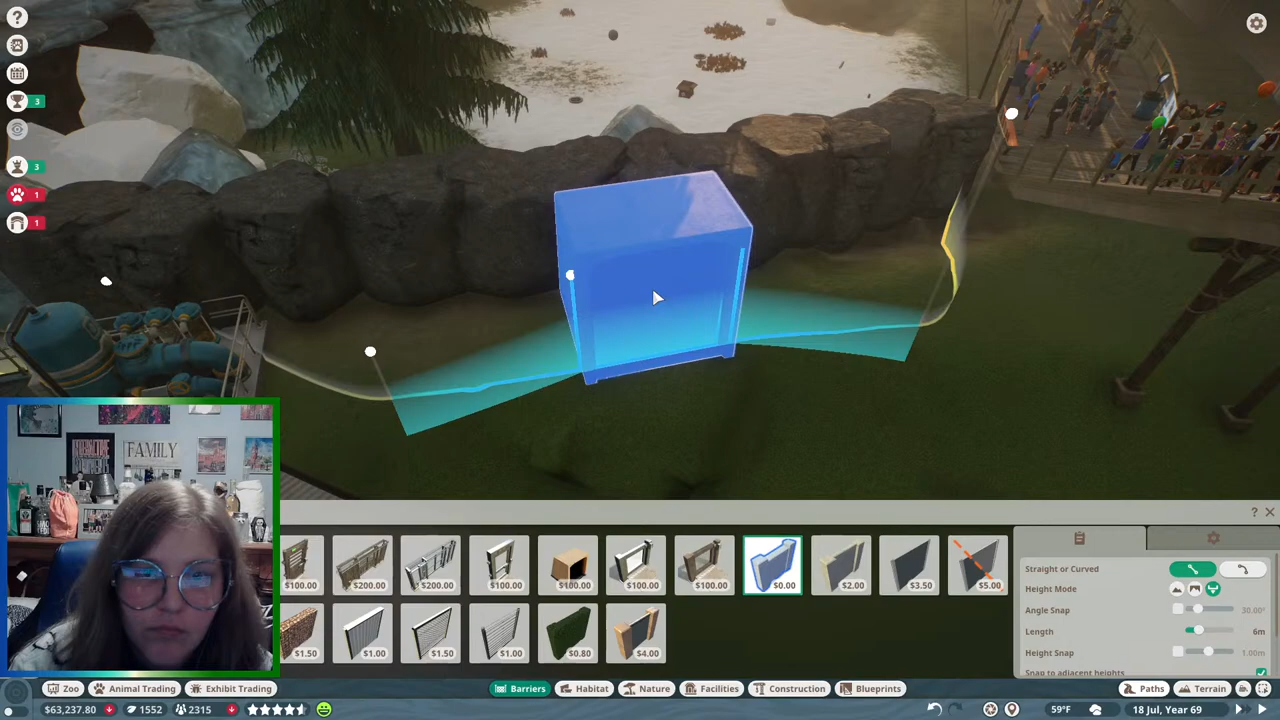 ?
3
3
1
1
FAMILY
? ×
$100.00 $200.00 $200.00 $100.00 $100.00 $100.00 $100.00 $0.00 $2.00 $3.50 $5.00
$1.50 $1.00 $1.50 $1.00 $0.80 $4.00
Straight or Curved
Height Mode
Angle Snap 30.00°
Length 6m
Height Snap 1.00m
Snap to adjacent heights
Zoo Animal Trading Exhibit Trading Barriers Habitat Nature Facilities Construction Blueprints Paths Terrain
$63,237.80 1552 2315 59°F 18 Jul, Year 69